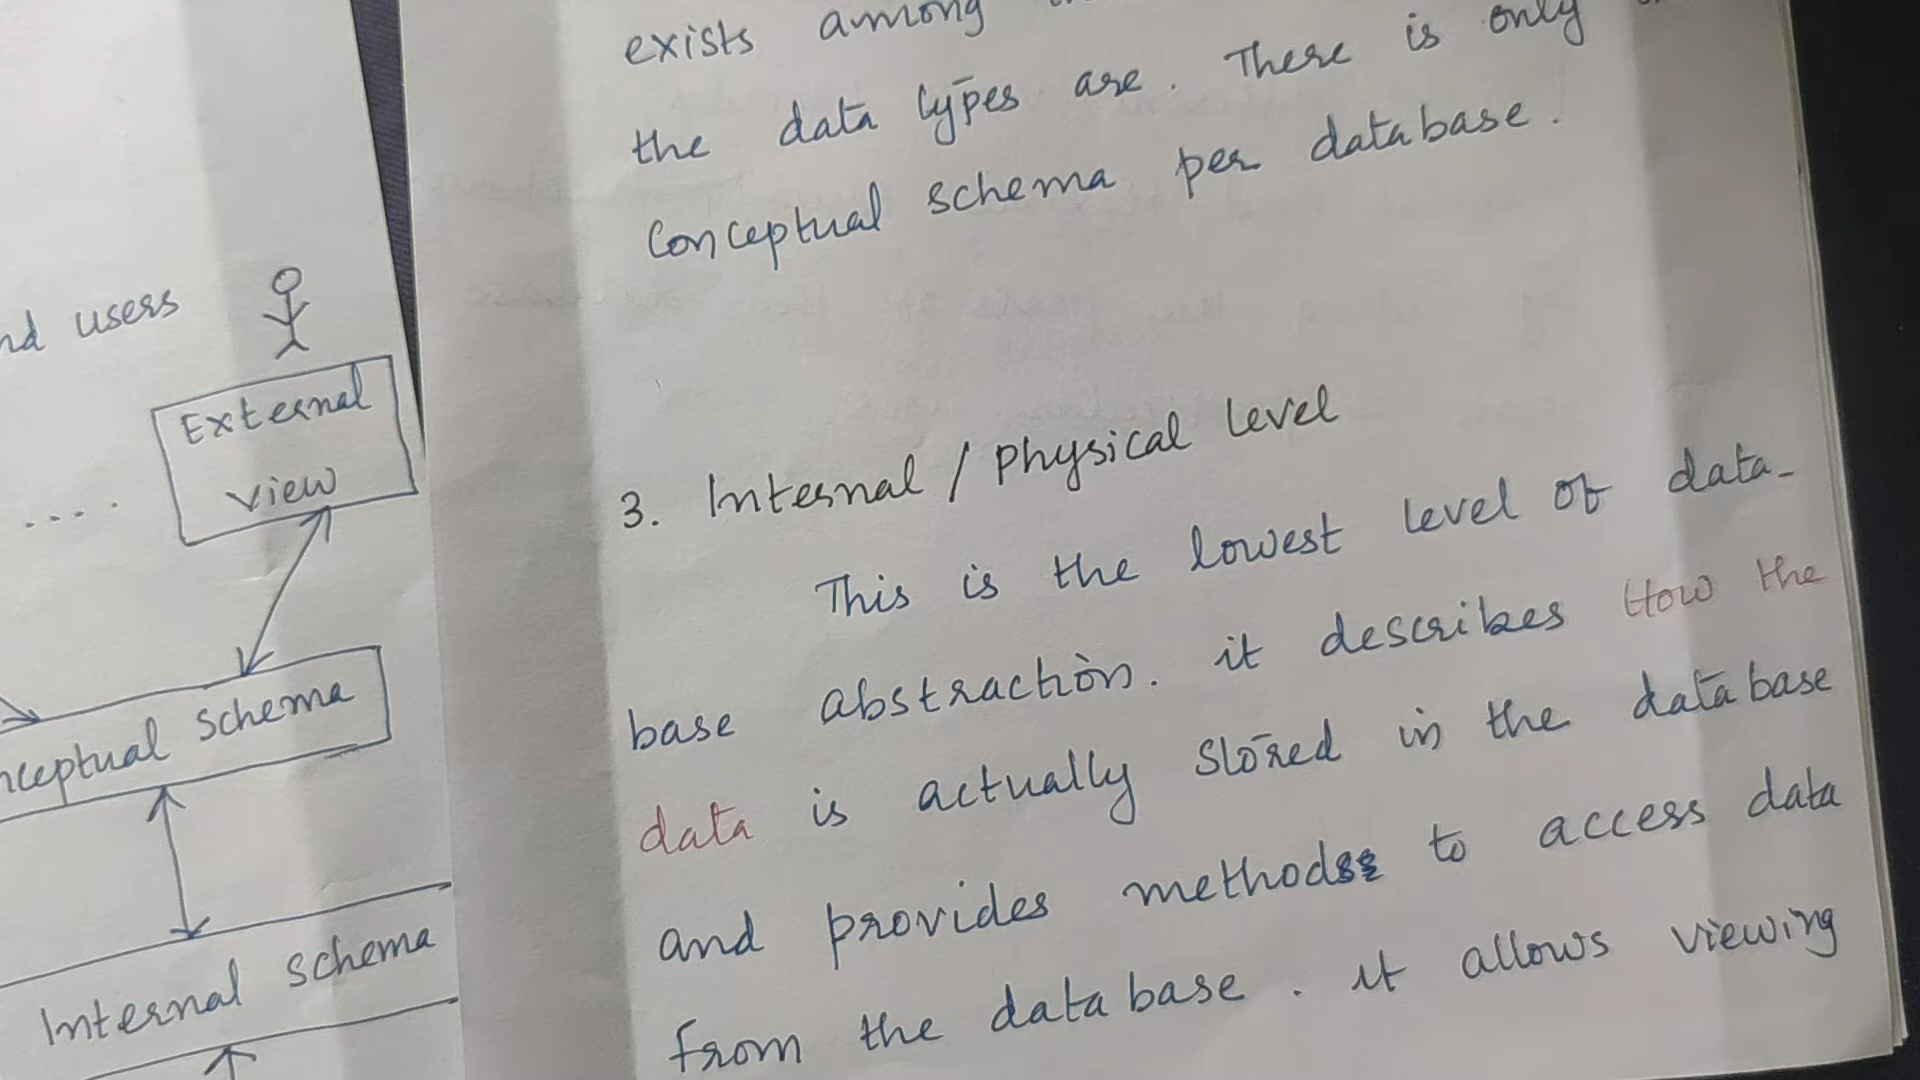 nd users
External
view
....
nceptual schema
Internal schema
exists among
the data types are. There is only
Conceptual schema per database.
3. Internal / Physical level
This is the lowest level of data-
base abstraction. it describes How the
data is actually stored in the database
and provides methods to access data
from the database. it allows viewing